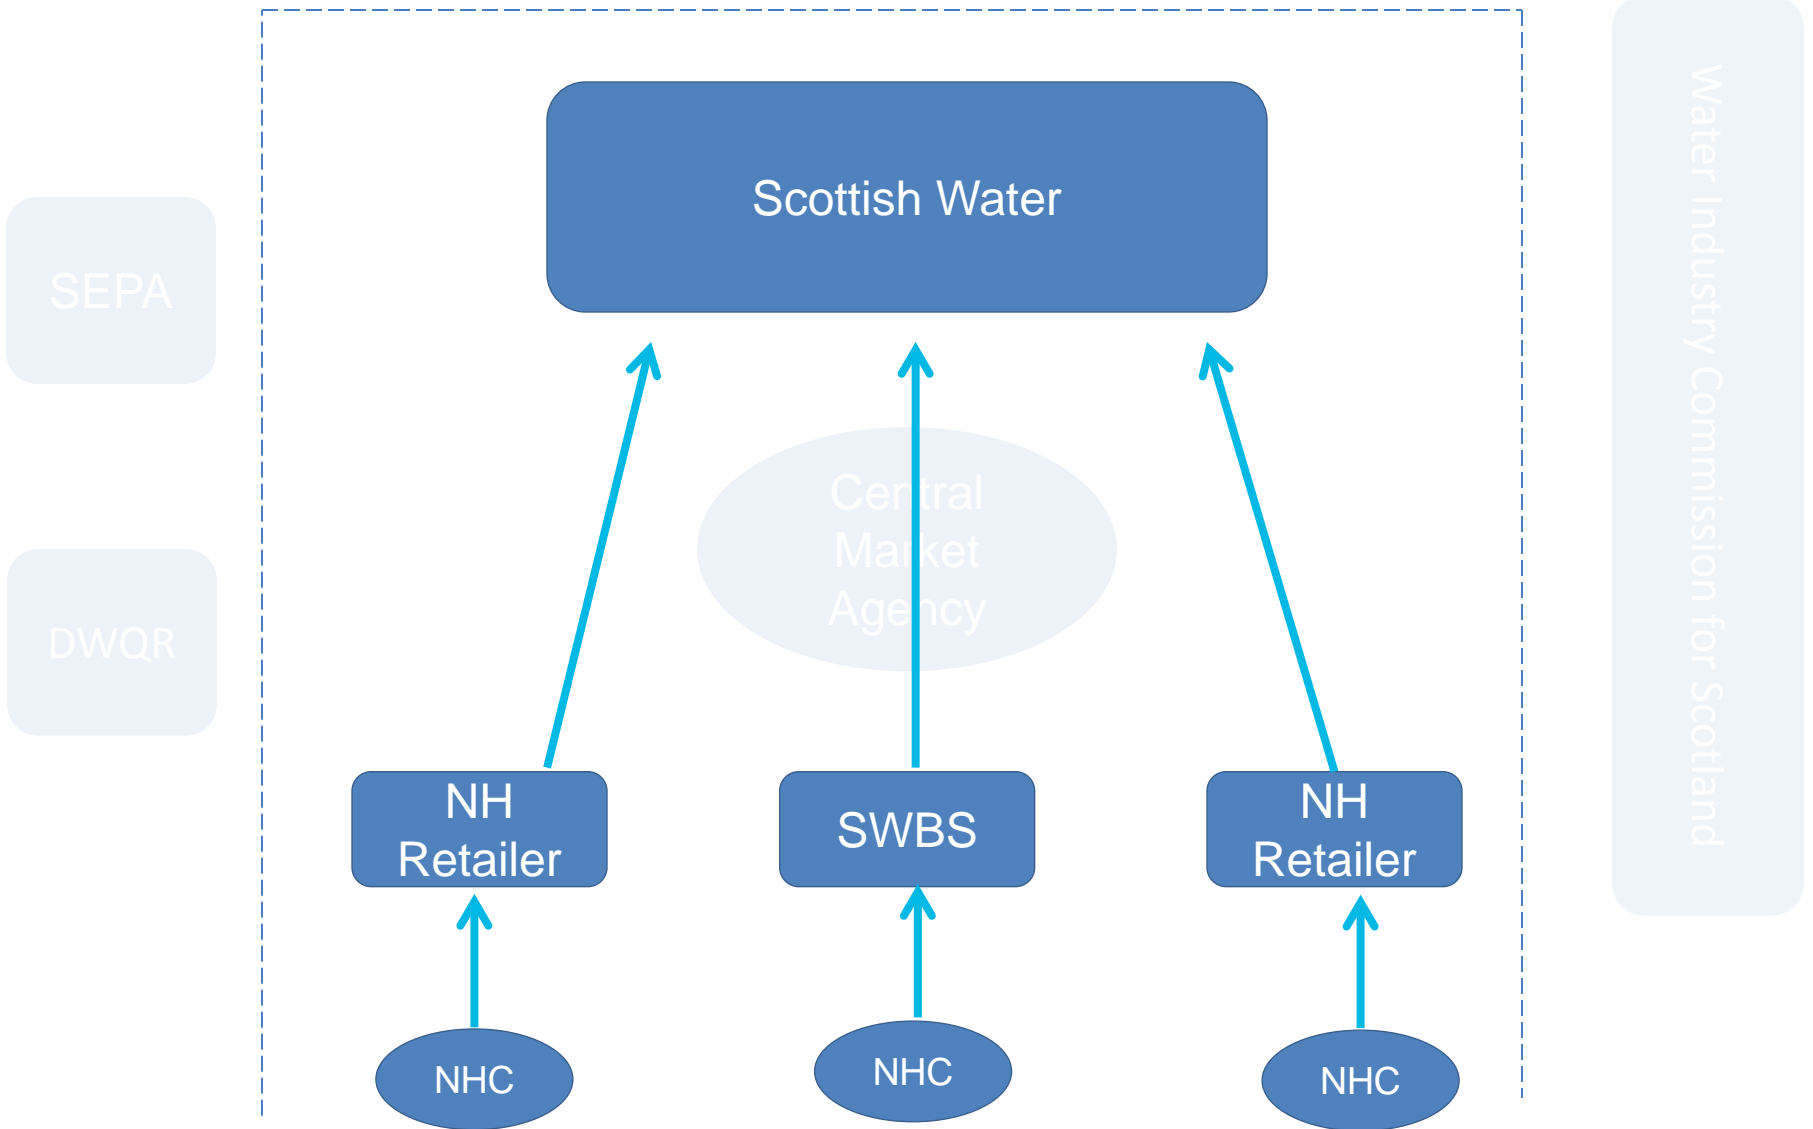 Scottish Water
SEPA
Central
Market
Agency
DWQR
Water Industry Commission for Scotland
NH
Retailer
SWBS
NH
Retailer
NHC
NHC
NHC